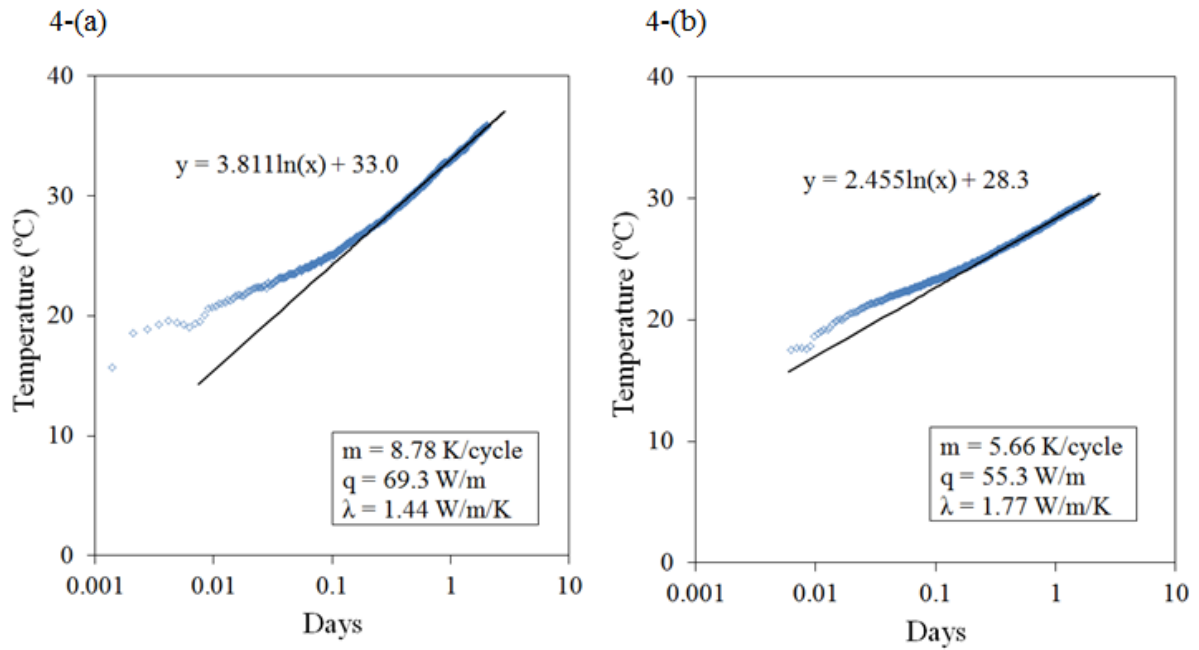 4-(a)
40
30
20
10
0
Temperature (ºC)
y = 3.811ln(x) + 33.0
m = 8.78 K/cycle
q = 69.3 W/m
λ = 1.44 W/m/K
0.001 0.01 0.1 1 10
Days
4-(b)
40
30
20
10
0
Temperature (ºC)
y = 2.455ln(x) + 28.3
m = 5.66 K/cycle
q = 55.3 W/m
λ = 1.77 W/m/K
0.001 0.01 0.1 1 10
Days